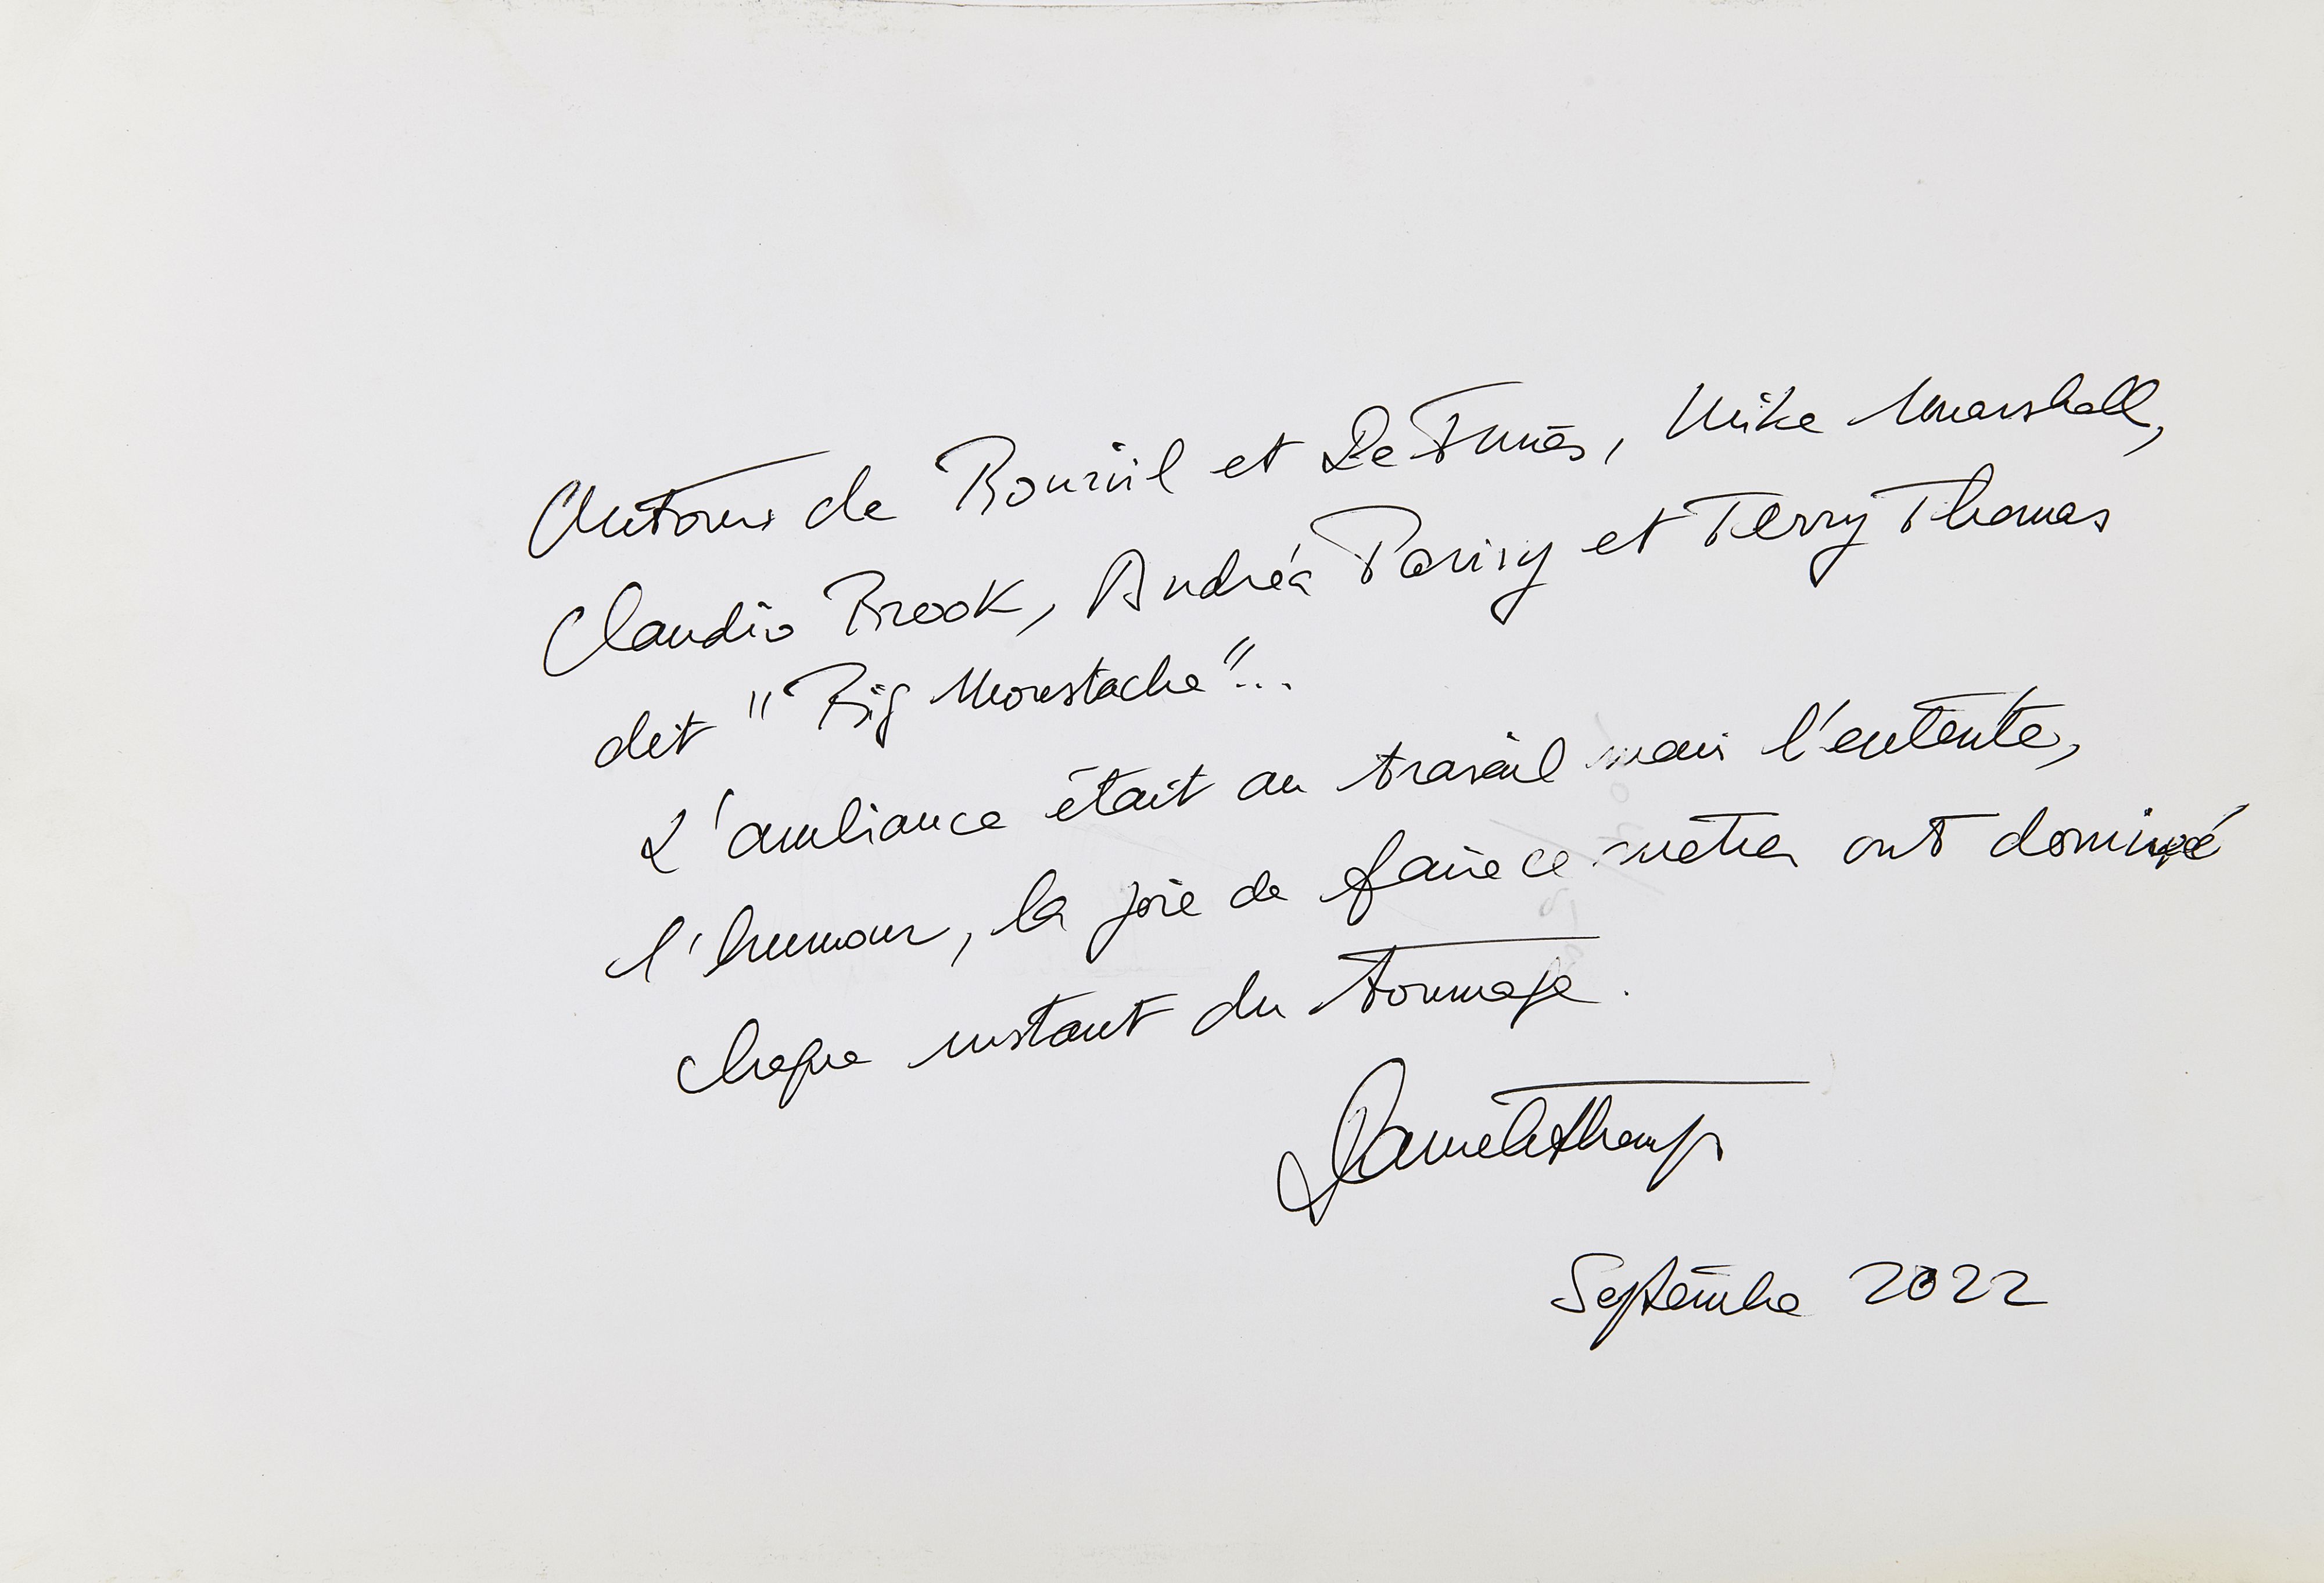 Autour de Bourvil et De Funès, Mike Marshall,
Claudio Brook, Andréa Parisy et Terry Thomas
dit "Big Moustache"...
L'ambiance était au travail mais l'entente,
l'humour, la joie de faire ce métier ont dominé
chaque instant du tournage.
Septembre 2022